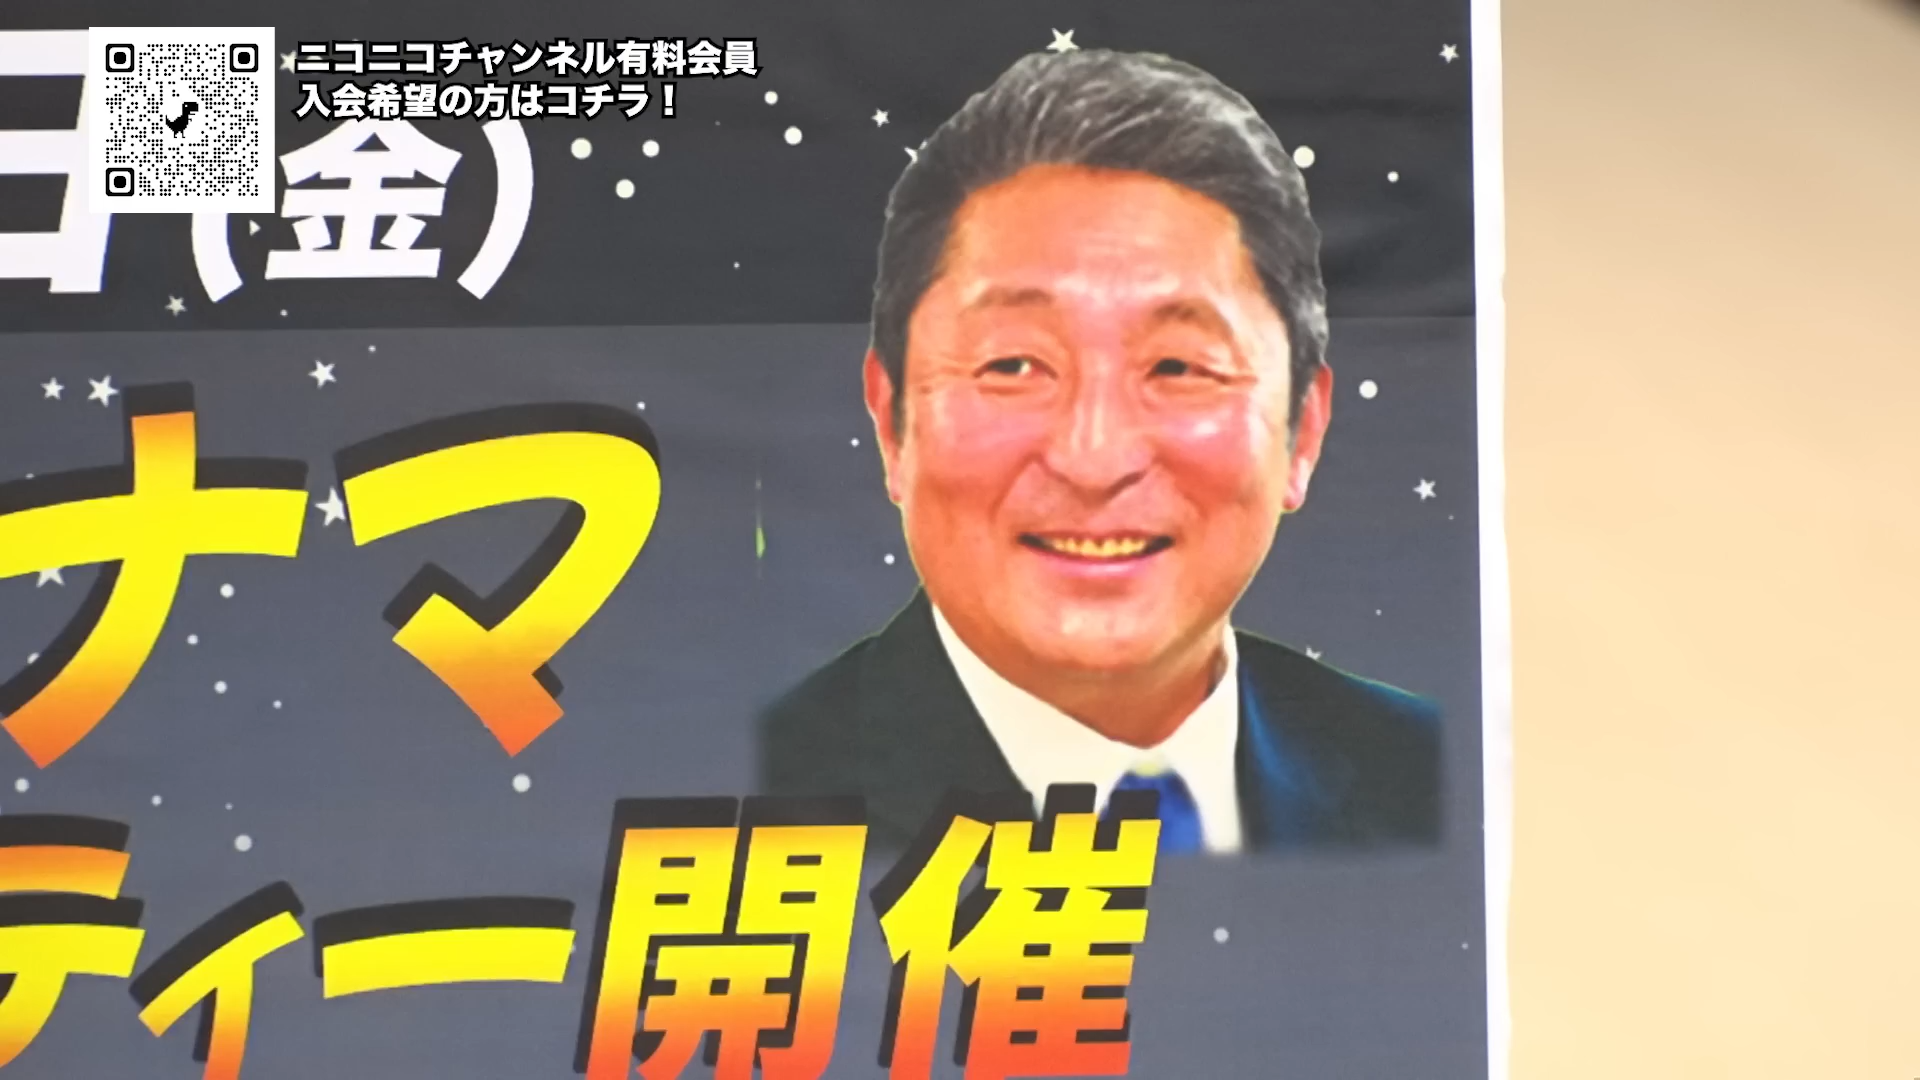 ニコニコチャンネル有料会員
入会希望の方はコチラ！
日(金)
ナマ
ティー開催